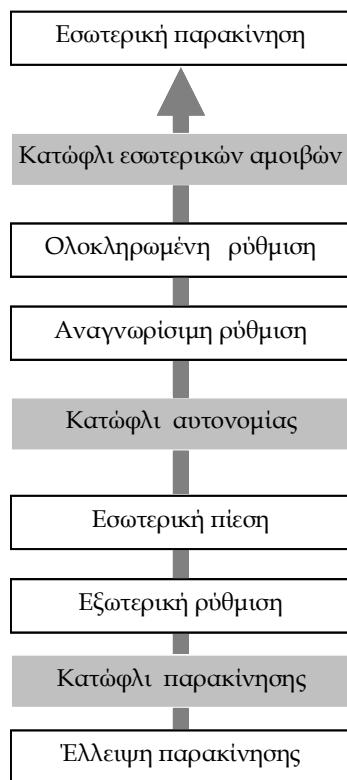 Εσωτερική παρακίνηση
Κατώφλι εσωτερικών αμοιβών
Ολοκληρωμένη ρύθμιση
Αναγνωρίσιμη ρύθμιση
Κατώφλι αυτονομίας
Εσωτερική πίεση
Εξωτερική ρύθμιση
Κατώφλι παρακίνησης
Έλλειψη παρακίνησης